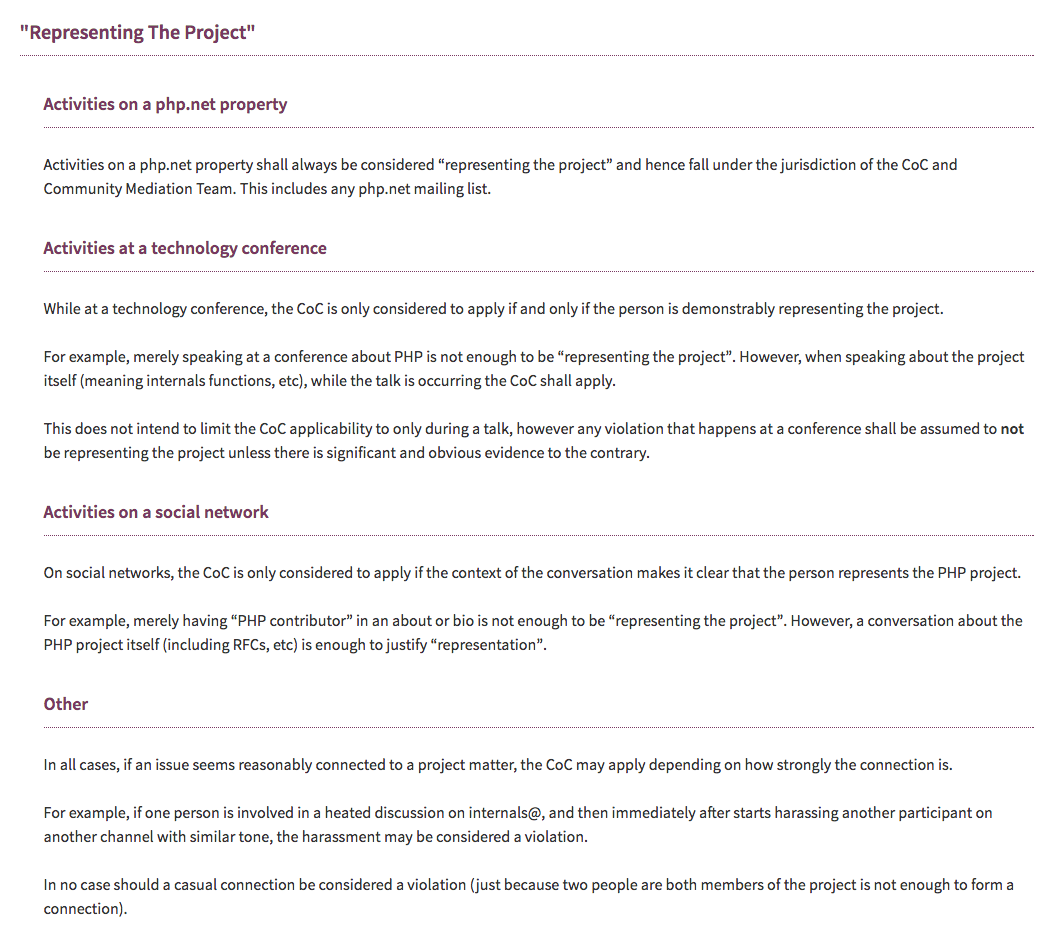 "Representing The Project"
Activities on a php.net property
Activities on a php.net property shall always be considered “representing the project” and hence fall under the jurisdiction of the CoC and
Community Mediation Team. This includes any php.net mailing list.
Activities at a technology conference
While at a technology conference, the CoC is only considered to apply if and only if the person is demonstrably representing the project.
For example, merely speaking at a conference about PHP is not enough to be “representing the project”. However, when speaking about the project
itself (meaning internals functions, etc), while the talk is occurring the CoC shall apply.
This does not intend to limit the CoC applicability to only during a talk, however any violation that happens at a conference shall be assumed to not
be representing the project unless there is significant and obvious evidence to the contrary.
Activities on a social network
On social networks, the CoC is only considered to apply if the context of the conversation makes it clear that the person represents the PHP project.
For example, merely having “PHP contributor” in an about or bio is not enough to be “representing the project”. However, a conversation about the
PHP project itself (including RFCs, etc) is enough to justify “representation”.
Other
In all cases, if an issue seems reasonably connected to a project matter, the CoC may apply depending on how strongly the connection is.
For example, if one person is involved in a heated discussion on internals@, and then immediately after starts harassing another participant on
another channel with similar tone, the harassment may be considered a violation.
In no case should a casual connection be considered a violation (just because two people are both members of the project is not enough to form a
connection).